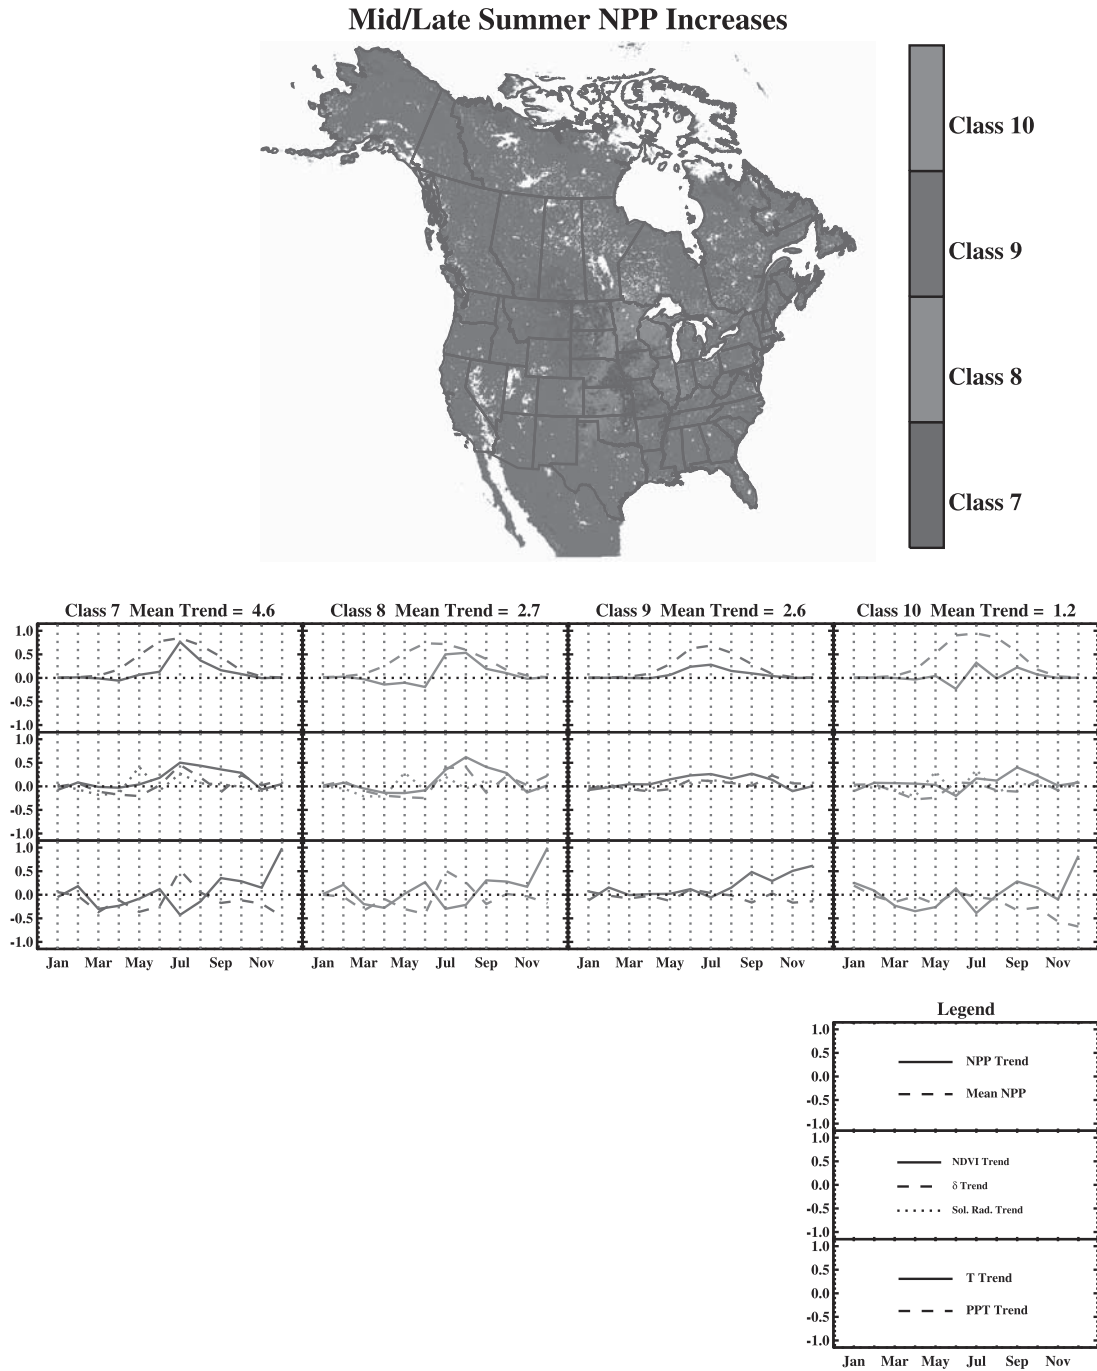 Mid/Late Summer NPP Increases
Class 10
Class 9
Class 8
Class 7
Class 7 Mean Trend = 4.6
Class 8 Mean Trend = 2.7
Class 9 Mean Trend = 2.6
Class 10 Mean Trend = 1.2
1.0
0.5
0.0
-0.5
-1.0
1.0
0.5
0.0
-0.5
-1.0
1.0
0.5
0.0
-0.5
-1.0
Jan Mar May Jul Sep Nov
Jan Mar May Jul Sep Nov
Jan Mar May Jul Sep Nov
Jan Mar May Jul Sep Nov
Legend
1.0
0.5
0.0
-0.5
-1.0
NPP Trend
Mean NPP
1.0
0.5
0.0
-0.5
-1.0
NDVI Trend
δ Trend
Sol. Rad. Trend
1.0
0.5
0.0
-0.5
-1.0
T Trend
PPT Trend
Jan Mar May Jul Sep Nov